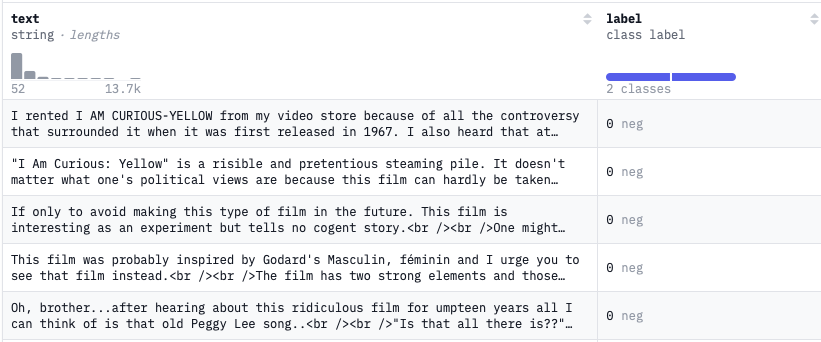 text
label
string · lengths
class label
52 13.7k
2 classes
I rented I AM CURIOUS-YELLOW from my video store because of all the controversy
that surrounded it when it was first released in 1967. I also heard that at…
0 neg
"I Am Curious: Yellow" is a risible and pretentious steaming pile. It doesn't
matter what one's political views are because this film can hardly be taken…
0 neg
If only to avoid making this type of film in the future. This film is
interesting as an experiment but tells no cogent story.<br /><br />One might…
0 neg
This film was probably inspired by Godard's Masculin, féminin and I urge you to
see that film instead.<br /><br />The film has two strong elements and those…
0 neg
Oh, brother...after hearing about this ridiculous film for umpteen years all I
can think of is that old Peggy Lee song..<br /><br />"Is that all there is??"…
0 neg